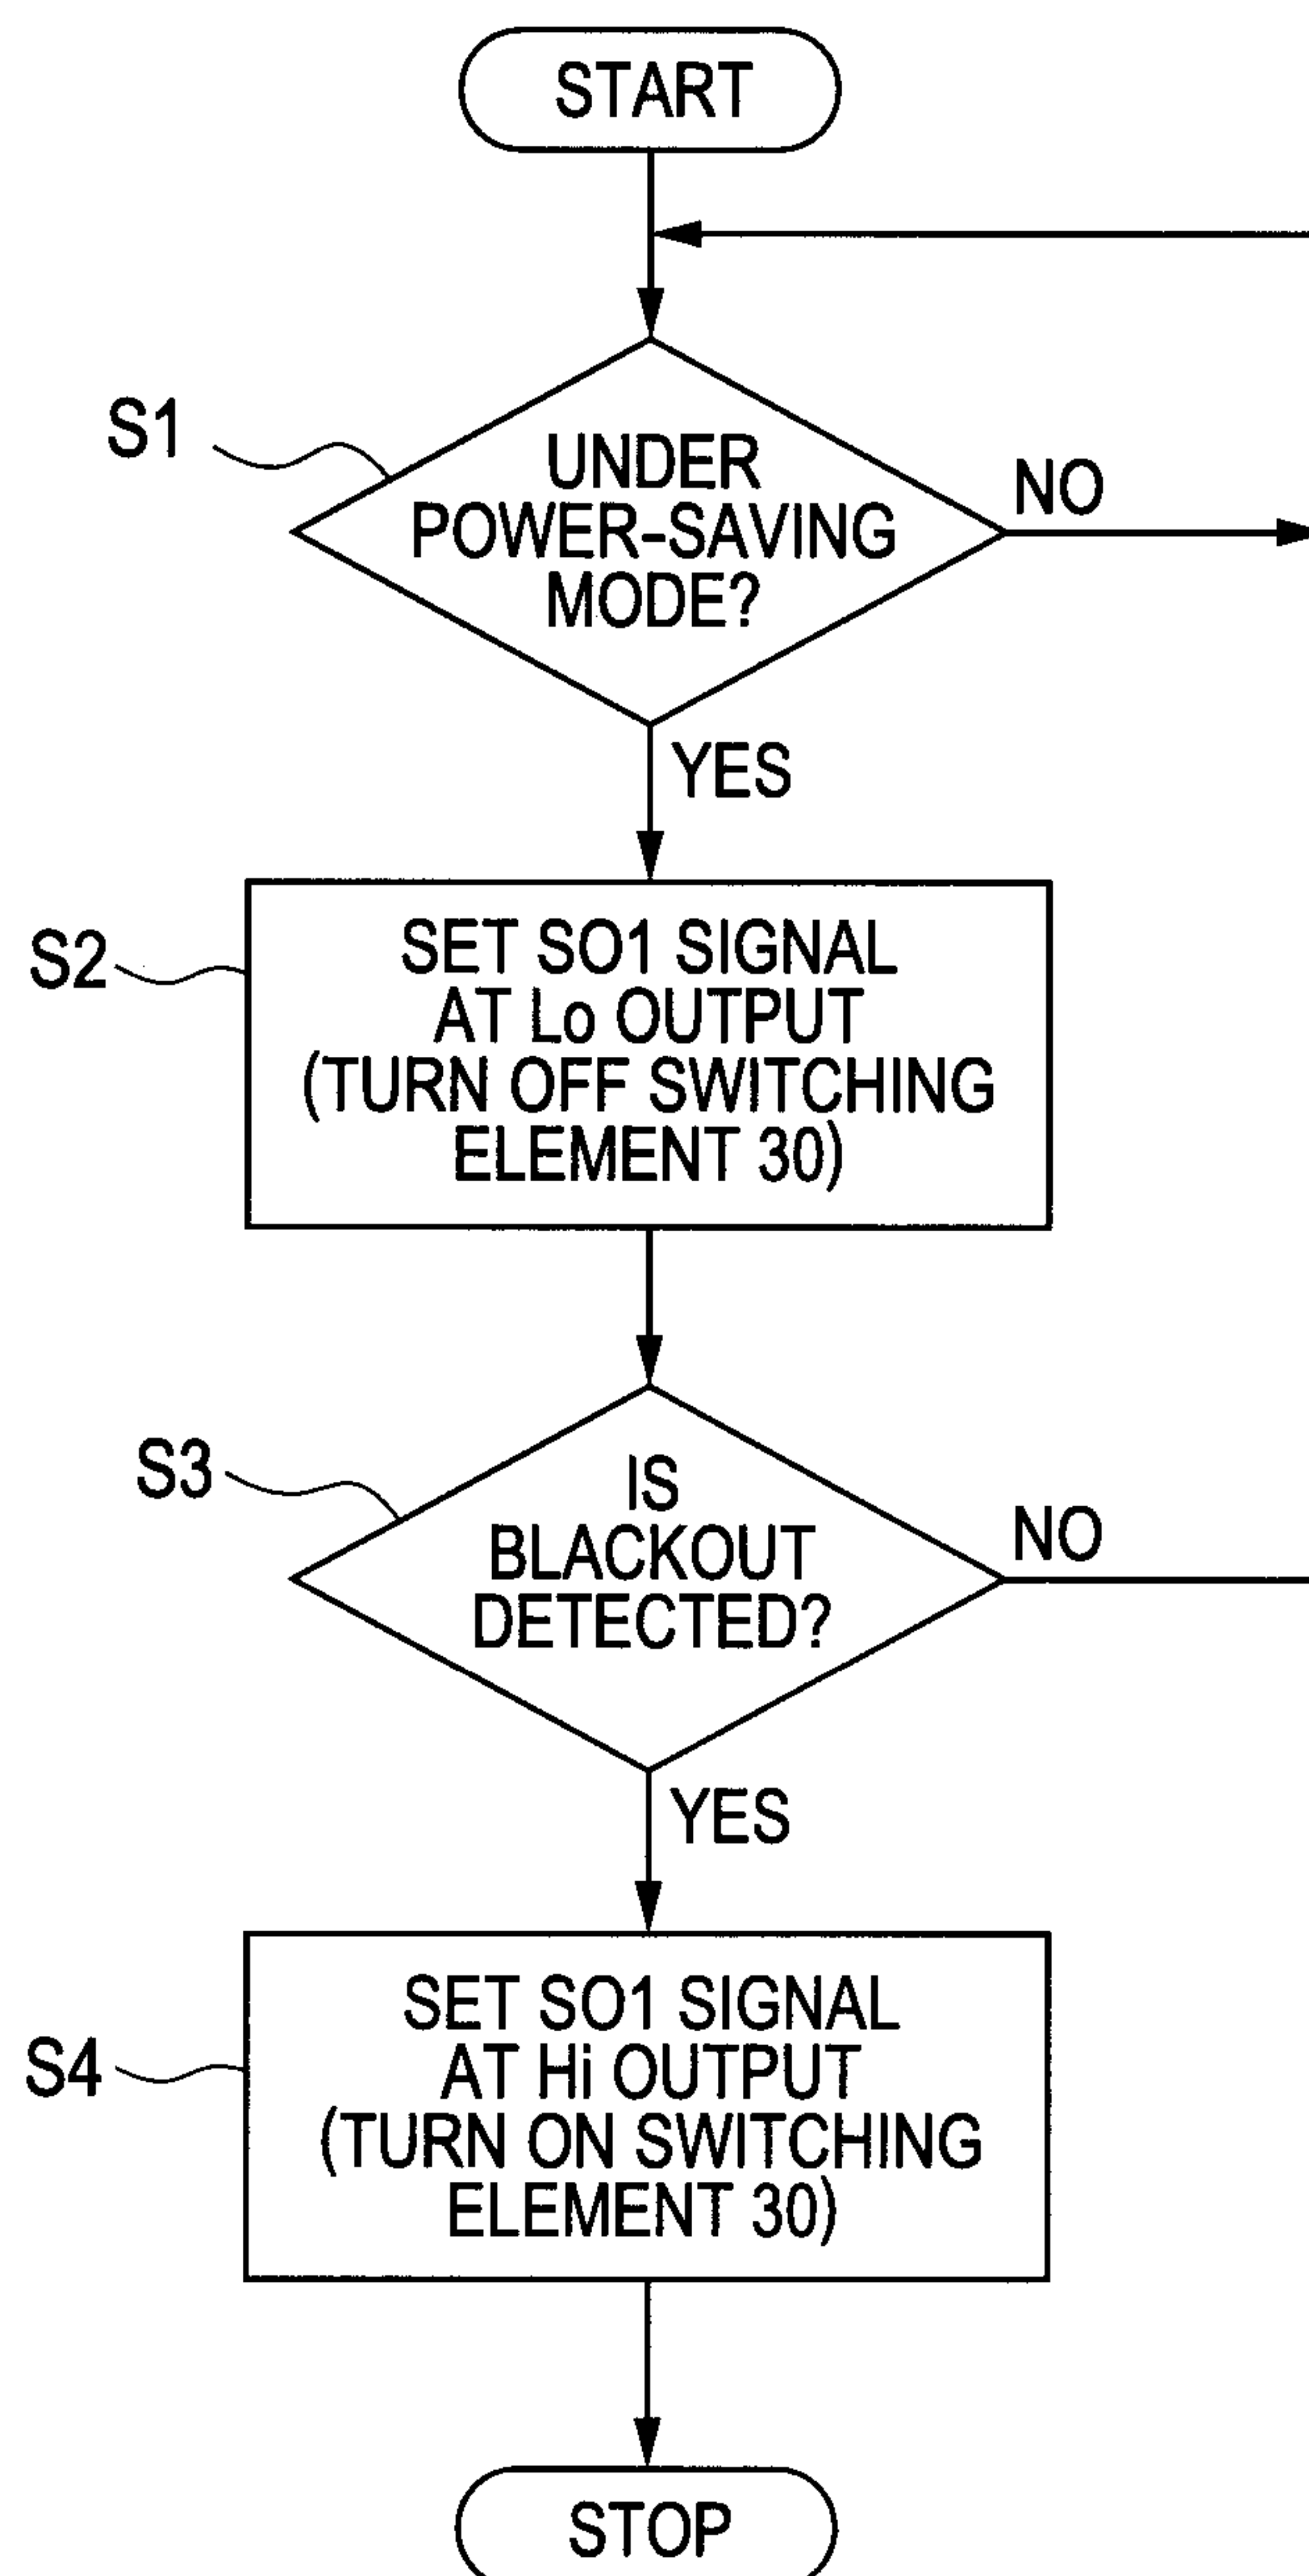 START
S1
UNDER
POWER-SAVING
MODE?
NO
YES
S2
SET SO1 SIGNAL
AT Lo OUTPUT
(TURN OFF SWITCHING
ELEMENT 30)
S3
IS
BLACKOUT
DETECTED?
NO
YES
S4
SET SO1 SIGNAL
AT Hi OUTPUT
(TURN ON SWITCHING
ELEMENT 30)
STOP